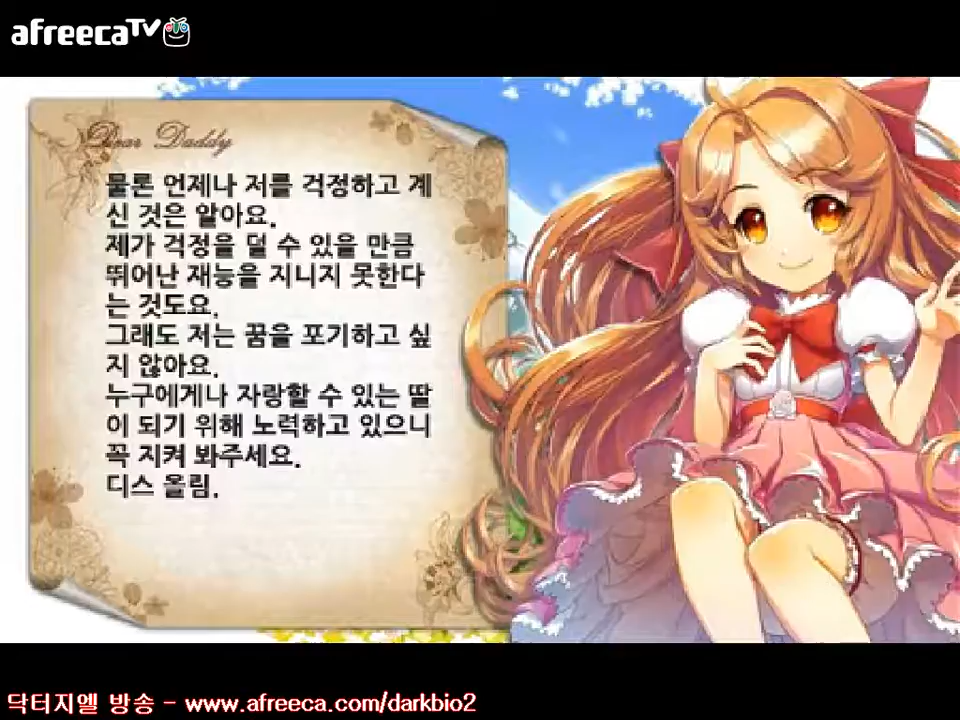 afreecaTV
Dear Daddy
물론 언제나 저를 걱정하고 계
신 것은 알아요.
제가 걱정을 덜 수 있을 만큼
뛰어난 재능을 지니지 못한다
는 것도요.
그래도 저는 꿈을 포기하고 싶
지 않아요.
누구에게나 자랑할 수 있는 딸
이 되기 위해 노력하고 있으니
꼭 지켜 봐주세요.
디스 올림.
닥터지엘 방송 - www.afreeca.com/darkbio2